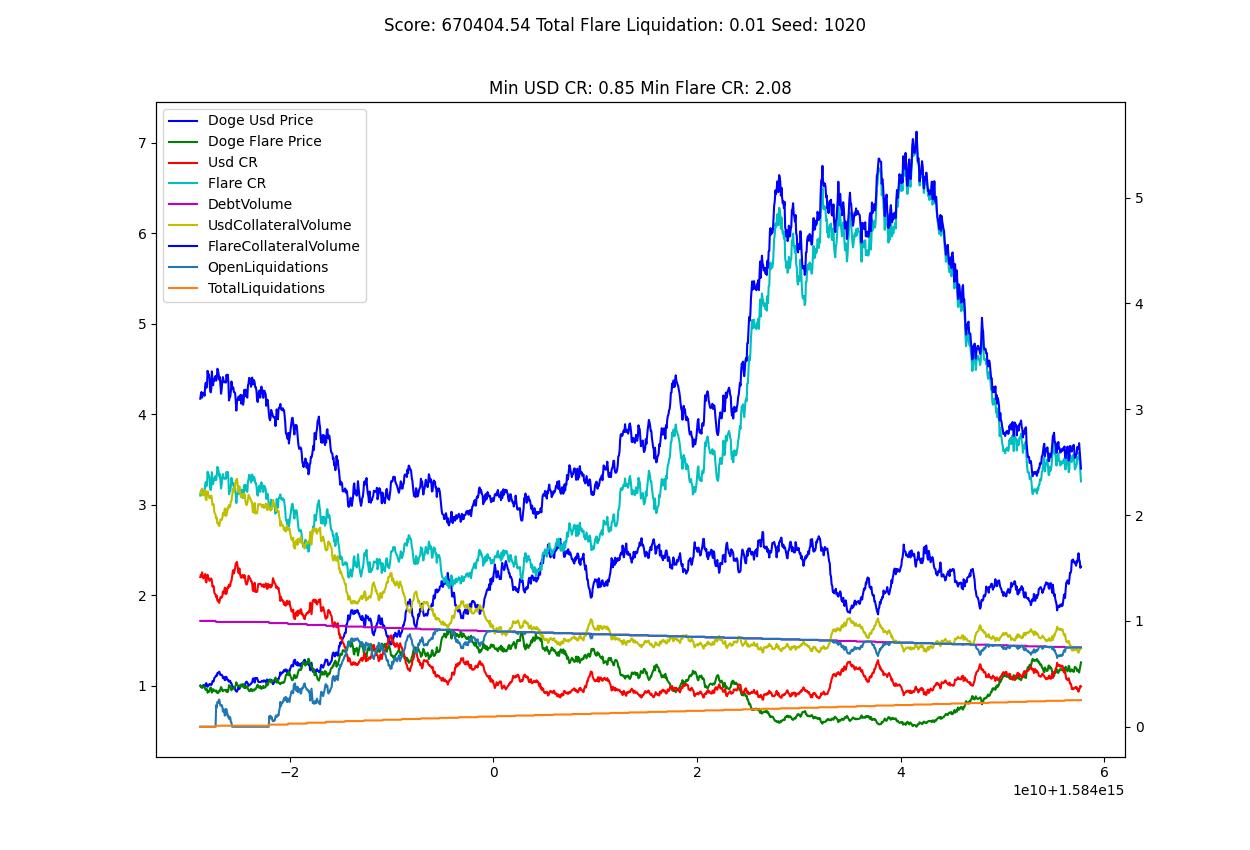 Score: 670404.54 Total Flare Liquidation: 0.01 Seed: 1020
Min USD CR: 0.85 Min Flare CR: 2.08
Doge Usd Price
Doge Flare Price
Usd CR
Flare CR
DebtVolume
UsdCollateralVolume
FlareCollateralVolume
OpenLiquidations
TotalLiquidations
7
6
5
4
3
2
1
5
4
3
2
1
0
−2
0
2
4
6
1e10+1.584e15